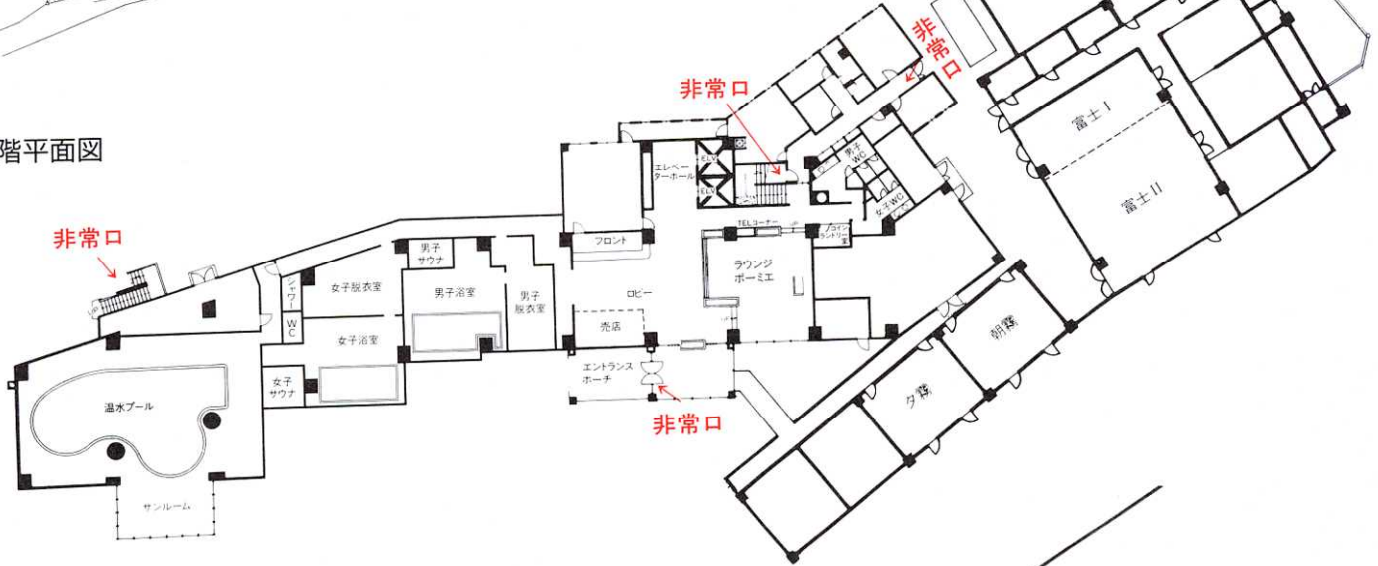 階平面図
非常口
非常口
非常口
非常口
富士 I
富士 II
男子
WC
女子WC
エレベー
ターホール
ELV
ELV
TELコーナー
コイン
ランドリー
室
フロント
ラウンジ
ボーミエ
ロビー
売店
男子
サウナ
女子脱衣室
男子浴室
男子
脱衣室
シャワー
WC
女子浴室
女子
サウナ
エントランス
ポーチ
温水プール
サンルーム
朝霧
夕霧